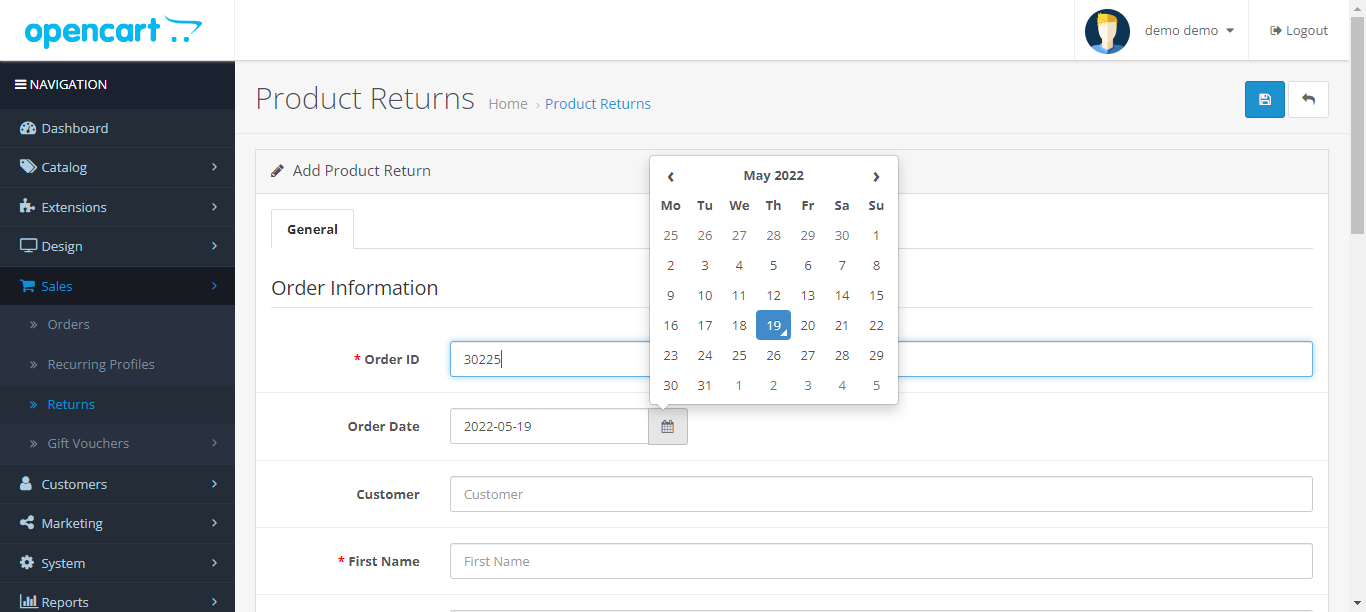 opencart
demo demo
Logout
NAVIGATION
Dashboard
Catalog
Extensions
Design
Sales
Orders
Recurring Profiles
Returns
Gift Vouchers
Customers
Marketing
System
Reports
Product Returns
Home › Product Returns
Add Product Return
General
Order Information
* Order ID
30225
Order Date
2022-05-19
Customer
Customer
* First Name
First Name
‹ May 2022 ›
Mo Tu We Th Fr Sa Su
25 26 27 28 29 30 1
2 3 4 5 6 7 8
9 10 11 12 13 14 15
16 17 18 19 20 21 22
23 24 25 26 27 28 29
30 31 1 2 3 4 5